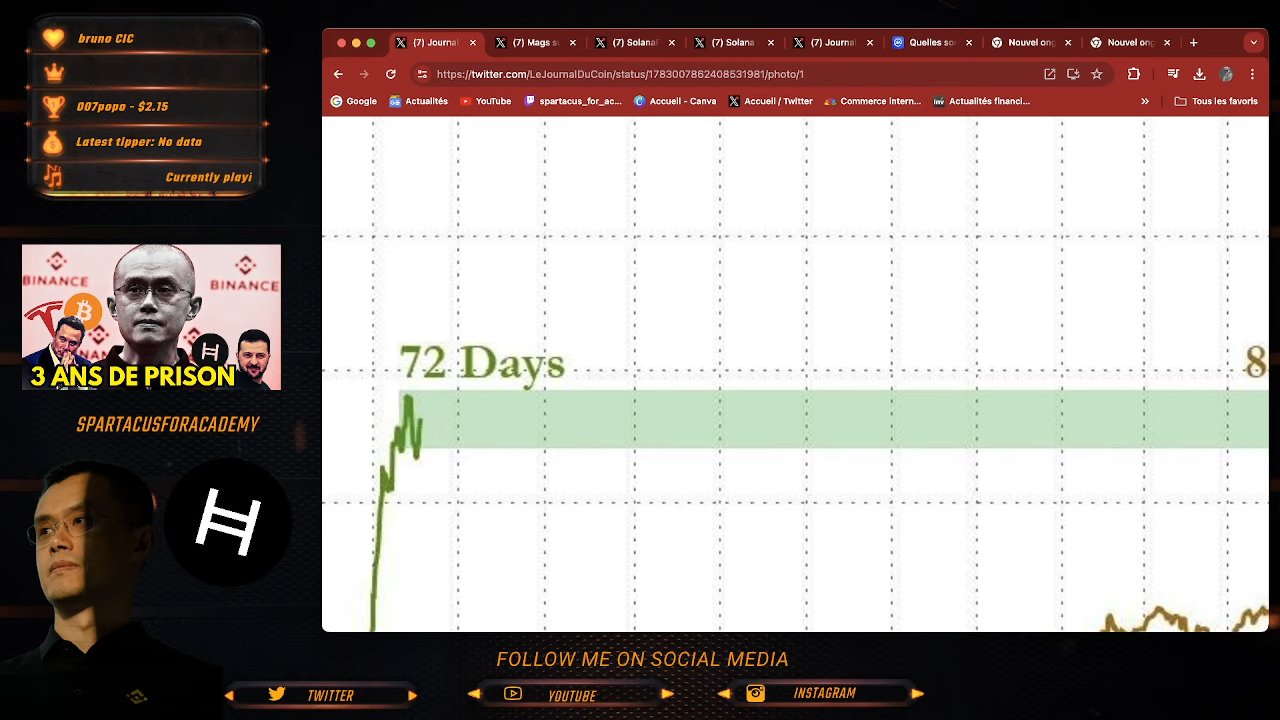 bruno CIC
007popo - $2.15
Latest tipper: No data
Currently playi
BINANCE
BINANCE
3 ANS DE PRISON
SPARTACUSFORACADEMY
(7) Journal
(7) Mags s
(7) Solana
(7) Solana
(7) Journal
Quelles so
Nouvel ong
Nouvel ong
https://twitter.com/LeJournalDuCoin/status/1783007862408531981/photo/1
Google
Actualités
YouTube
spartacus_for_ac...
Accueil - Canva
Accueil / Twitter
Commerce intern...
Actualités financi...
»
Tous les favoris
72 Days
8
FOLLOW ME ON SOCIAL MEDIA
TWITTER
YOUTUBE
INSTAGRAM